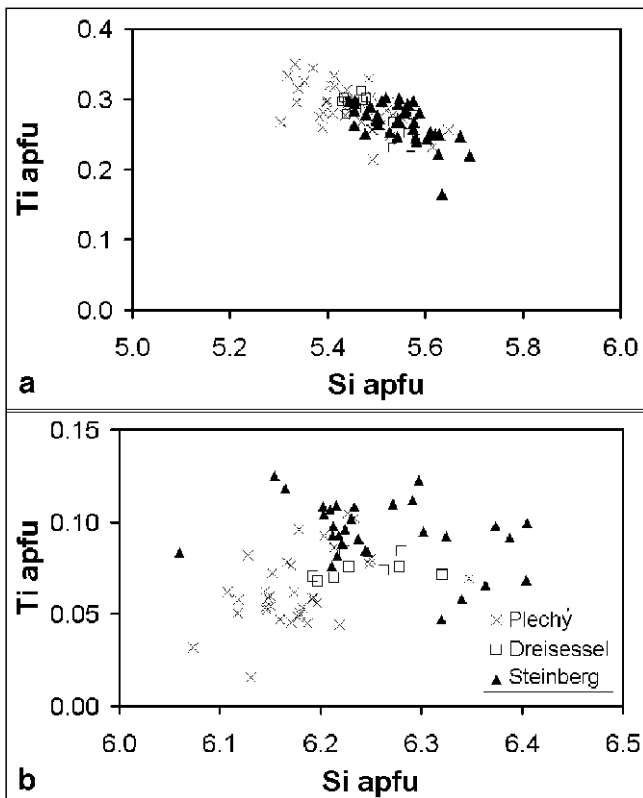 0.4
0.3
0.2
0.1
0.0
Ti apfu
5.0 5.2 5.4 5.6 5.8 6.0
a Si apfu
0.15
0.10
0.05
0.00
Ti apfu
Plechý
Dreisessel
Steinberg
6.0 6.1 6.2 6.3 6.4 6.5
b Si apfu